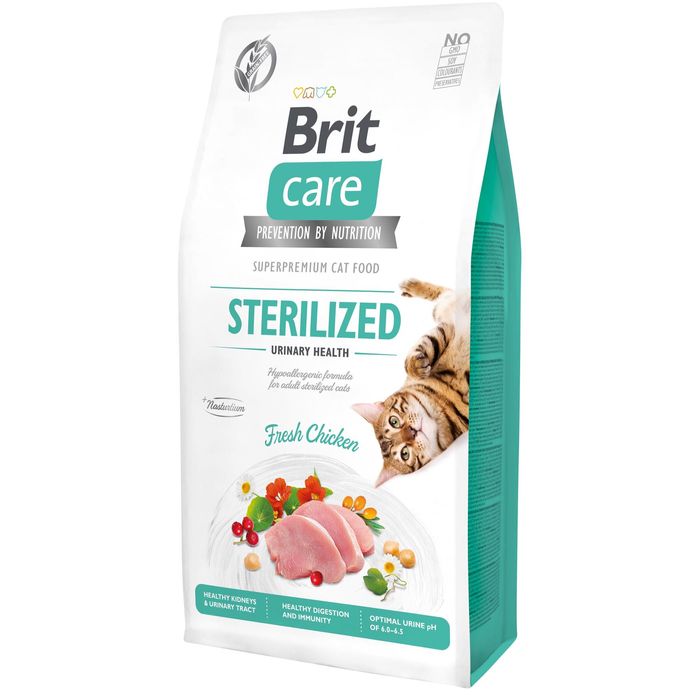 GRAIN-FREE
NO
GMO
SOY
COLOURANTS
PRESERVATIVES
Brit
care
PREVENTION BY NUTRITION
SUPERPREMIUM CAT FOOD
STERILIZED
URINARY HEALTH
Hypoallergenic formula
for adult sterilized cats
+ Nasturtium
Fresh Chicken
HEALTHY KIDNEYS
& URINARY TRACT
HEALTHY DIGESTION
AND IMMUNITY
OPTIMAL URINE pH
OF 6.0–6.5